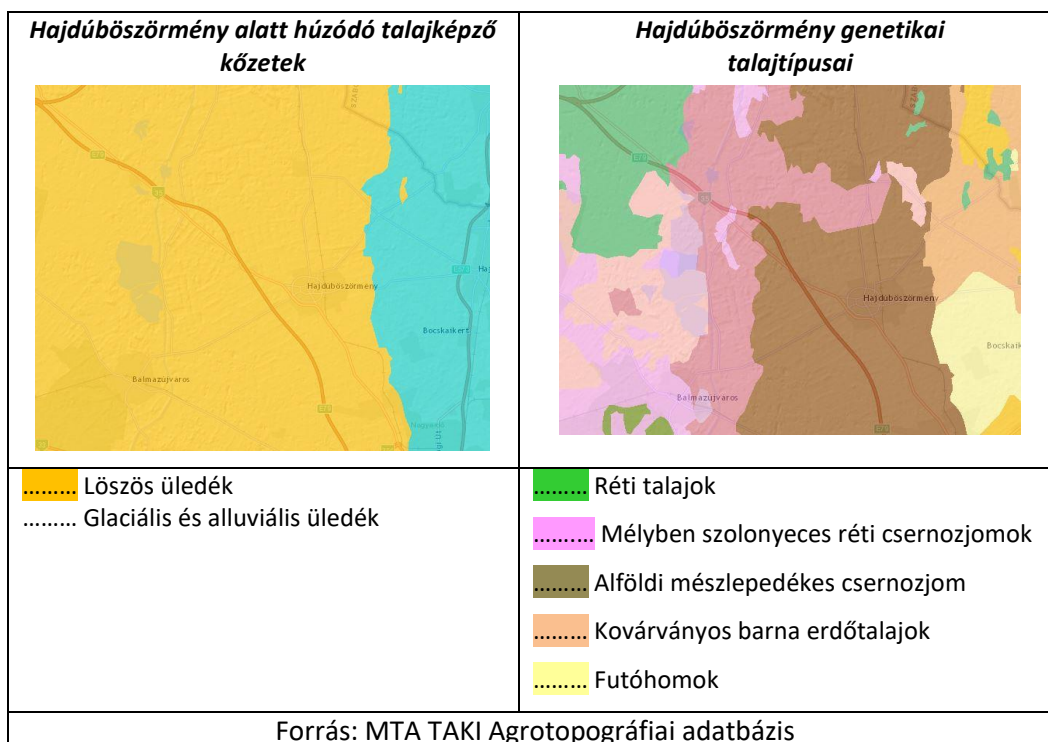 Hajdúböszörmény alatt húzódó talajképző
kőzetek
Hajdúböszörmény genetikai
talajtípusai
Hajdúböszörmény
Bocskaikert
Balmazújváros
Hajdúböszörmény
Balmazújváros
......... Löszös üledék
......... Glaciális és alluviális üledék
......... Réti talajok
......... Mélyben szolonyeces réti csernozjomok
......... Alföldi mészlepedékes csernozjom
......... Kovárványos barna erdőtalajok
......... Futóhomok
Forrás: MTA TAKI Agrotopográfiai adatbázis